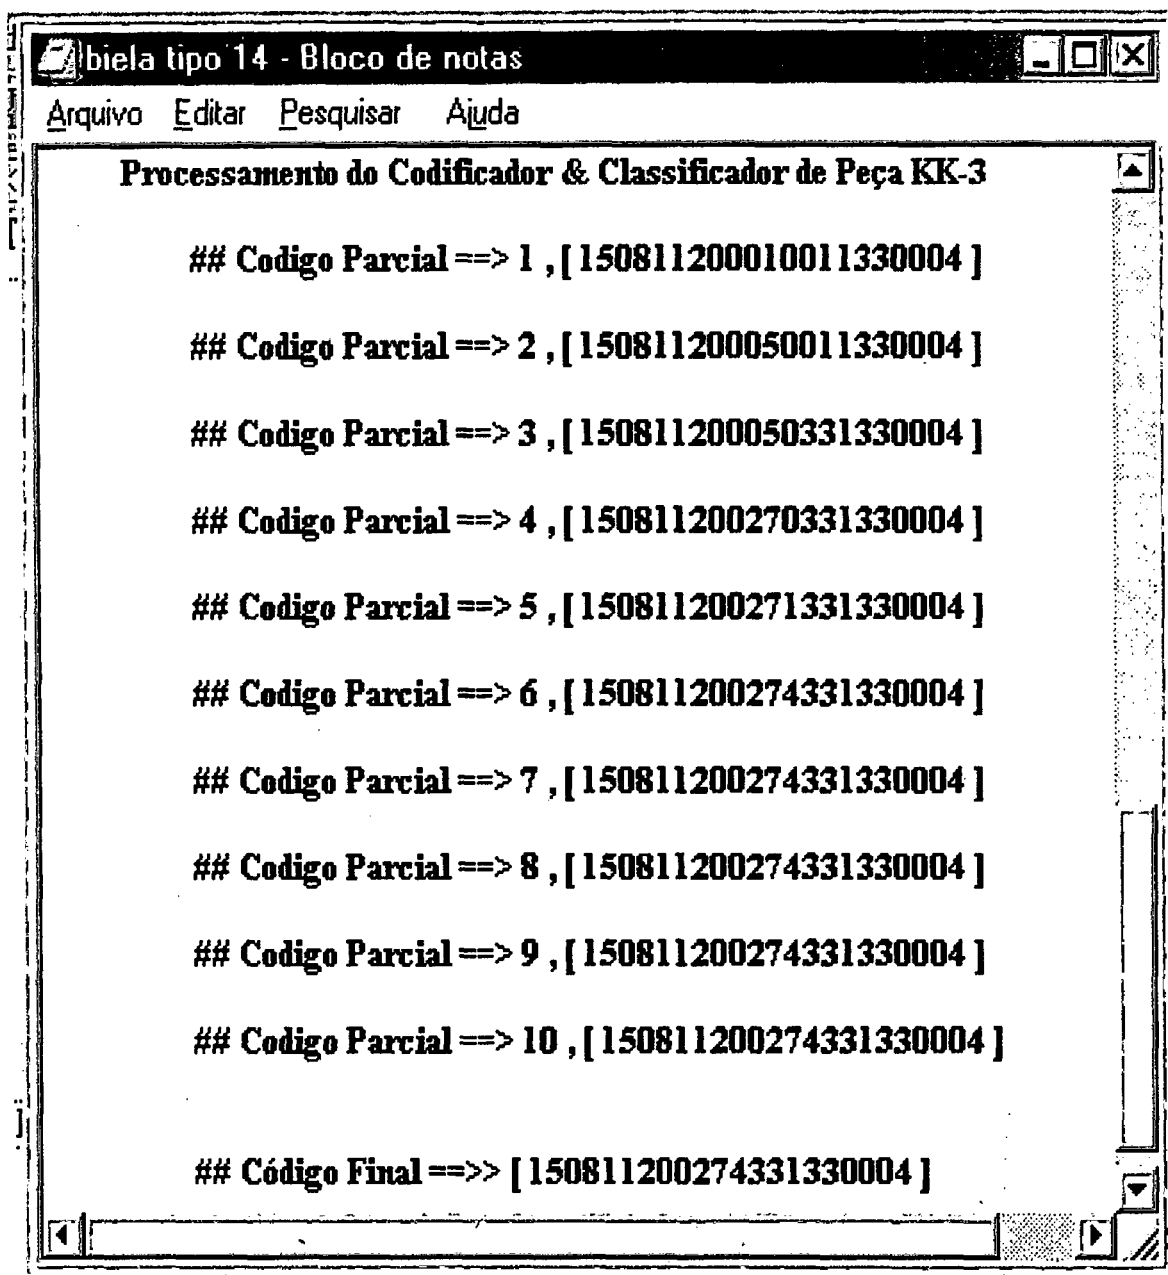 biela tipo 14 - Bloco de notas
Arquivo Editar Pesquisar Ajuda
Processamento do Codificador & Classificador de Peça KK-3
## Codigo Parcial ==> 1 , [ 150811200010011330004 ]
## Codigo Parcial ==> 2 , [ 150811200050011330004 ]
## Codigo Parcial ==> 3 , [ 150811200050331330004 ]
## Codigo Parcial ==> 4 , [ 150811200270331330004 ]
## Codigo Parcial ==> 5 , [ 150811200271331330004 ]
## Codigo Parcial ==> 6 , [ 150811200274331330004 ]
## Codigo Parcial ==> 7 , [ 150811200274331330004 ]
## Codigo Parcial ==> 8 , [ 150811200274331330004 ]
## Codigo Parcial ==> 9 , [ 150811200274331330004 ]
## Codigo Parcial ==> 10 , [ 150811200274331330004 ]
## Código Final ==>> [ 150811200274331330004 ]